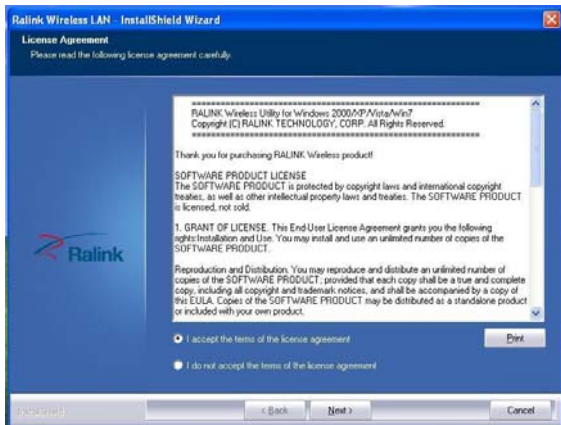 Ralink Wireless LAN - InstallShield Wizard
License Agreement
Please read the following license agreement carefully.
RALINK Wireless Utility for Windows 2000/XP/Vista/Win7
Copyright (C) RALINK TECHNOLOGY, CORP. All Rights Reserved.
Thank you for purchasing RALINK Wireless product!
SOFTWARE PRODUCT LICENSE
The SOFTWARE PRODUCT is protected by copyright laws and international copyright
treaties, as well as other intellectual property laws and treaties. The SOFTWARE PRODUCT
is licensed, not sold.
1. GRANT OF LICENSE. This End-User License Agreement grants you the following
rights:Installation and Use. You may install and use an unlimited number of copies of the
SOFTWARE PRODUCT.
Reproduction and Distribution. You may reproduce and distribute an unlimited number of
copies of the SOFTWARE PRODUCT; provided that each copy shall be a true and complete
copy, including all copyright and trademark notices, and shall be accompanied by a copy of
this EULA. Copies of the SOFTWARE PRODUCT may be distributed as a standalone product
or included with your own product.
Ralink
I accept the terms of the license agreement
Print
I do not accept the terms of the license agreement
InstallShield
< Back
Next >
Cancel